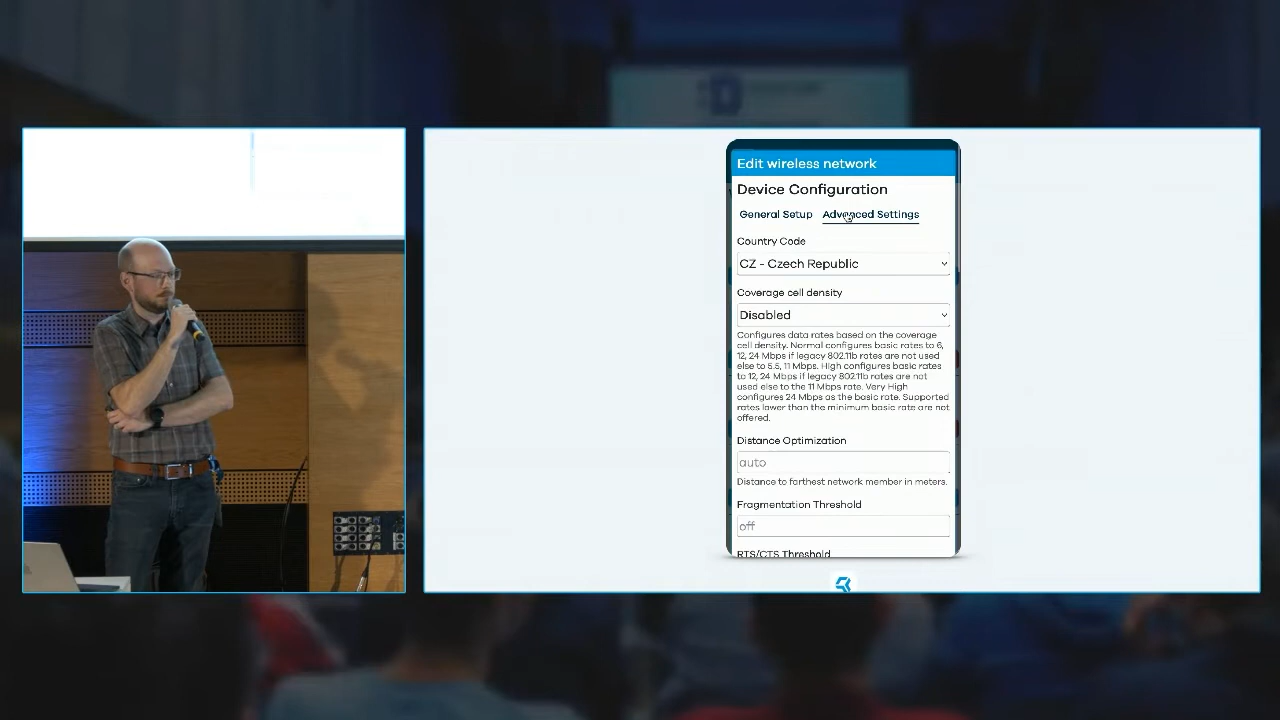 Edit wireless network
Device Configuration
General Setup Advanced Settings
Country Code
CZ - Czech Republic
Coverage cell density
Disabled
Configures data rates based on the coverage
cell density. Normal configures basic rates to 6,
12, 24 Mbps if legacy 802.11b rates are not used
else to 5.5, 11 Mbps. High configures basic rates
to 12, 24 Mbps if legacy 802.11b rates are not
used else to the 11 Mbps rate. Very High
configures 24 Mbps as the basic rate. Supported
rates lower than the minimum basic rate are not
offered.
Distance Optimization
auto
Distance to farthest network member in meters.
Fragmentation Threshold
off
RTS/CTS Threshold